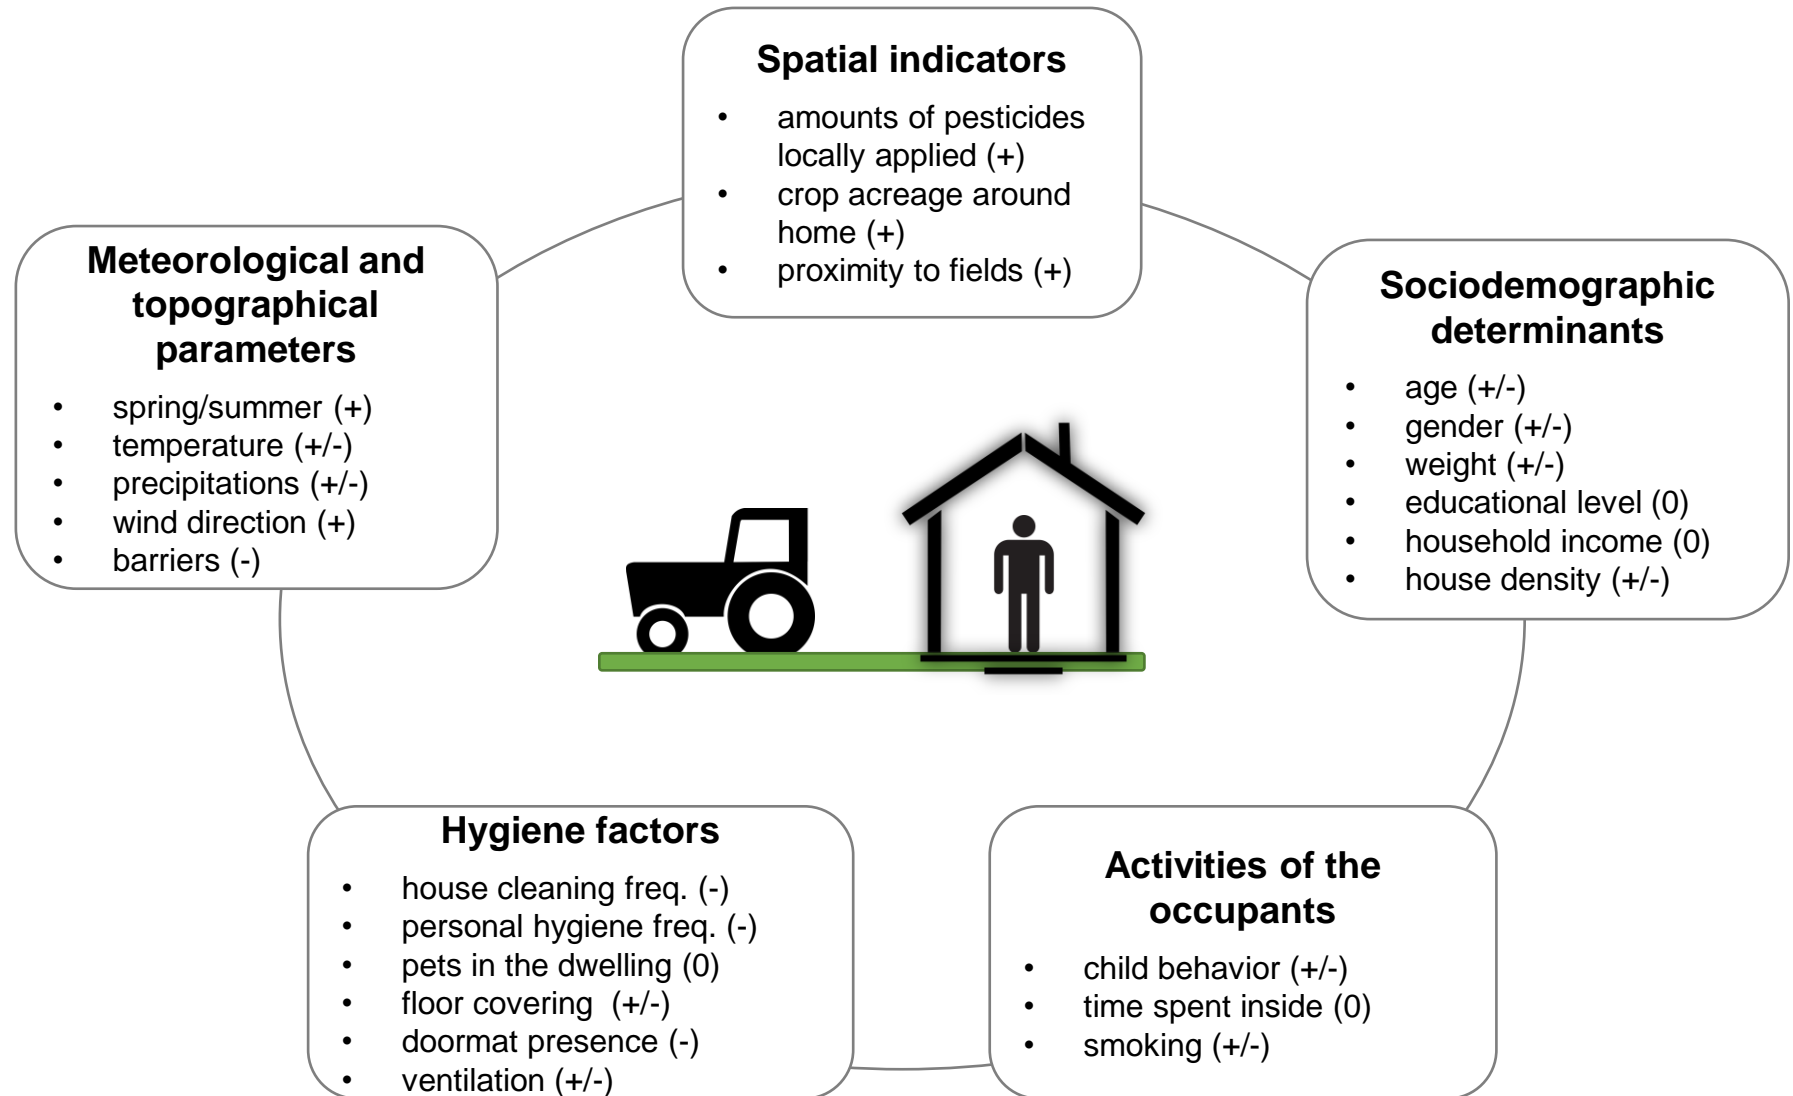 Spatial indicators
• amounts of pesticides
locally applied (+)
• crop acreage around
home (+)
• proximity to fields (+)
Meteorological and
topographical
parameters
• spring/summer (+)
• temperature (+/-)
• precipitations (+/-)
• wind direction (+)
• barriers (-)
Sociodemographic
determinants
• age (+/-)
• gender (+/-)
• weight (+/-)
• educational level (0)
• household income (0)
• house density (+/-)
Hygiene factors
• house cleaning freq. (-)
• personal hygiene freq. (-)
• pets in the dwelling (0)
• floor covering (+/-)
• doormat presence (-)
• ventilation (+/-)
Activities of the
occupants
• child behavior (+/-)
• time spent inside (0)
• smoking (+/-)